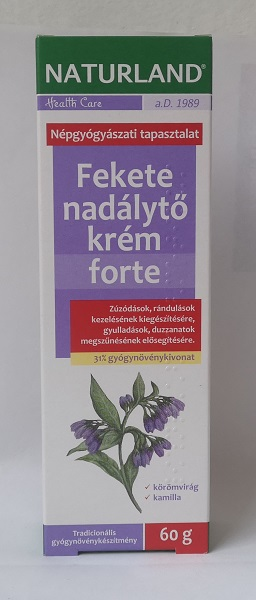 NATURLAND®
Health Care a.D. 1989
Népgyógyászati tapasztalat
Fekete
nadálytő
krém
forte
Zúzódások, rándulások
kezelésének kiegészítésére,
gyulladások, duzzanatok
megszűnésének elősegítésére.
31% gyógynövénykivonat
✓ körömvirág
✓ kamilla
Tradicionális
gyógynövénykészítmény
60 g